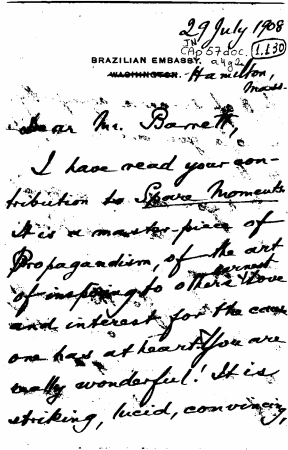 29 July 1908
BRAZILIAN EMBASSY.
WASHINGTON.
Hamilton,
Mass.
Dear Mr. Barrett,
I have read your con-
tribution to Spare Moments
It is a master-piece of
Propagandism, of the art
of inspiring to others earnest love
and interest for the cause
one has at heart. You are
really wonderful! It is
striking, lucid, convincing,